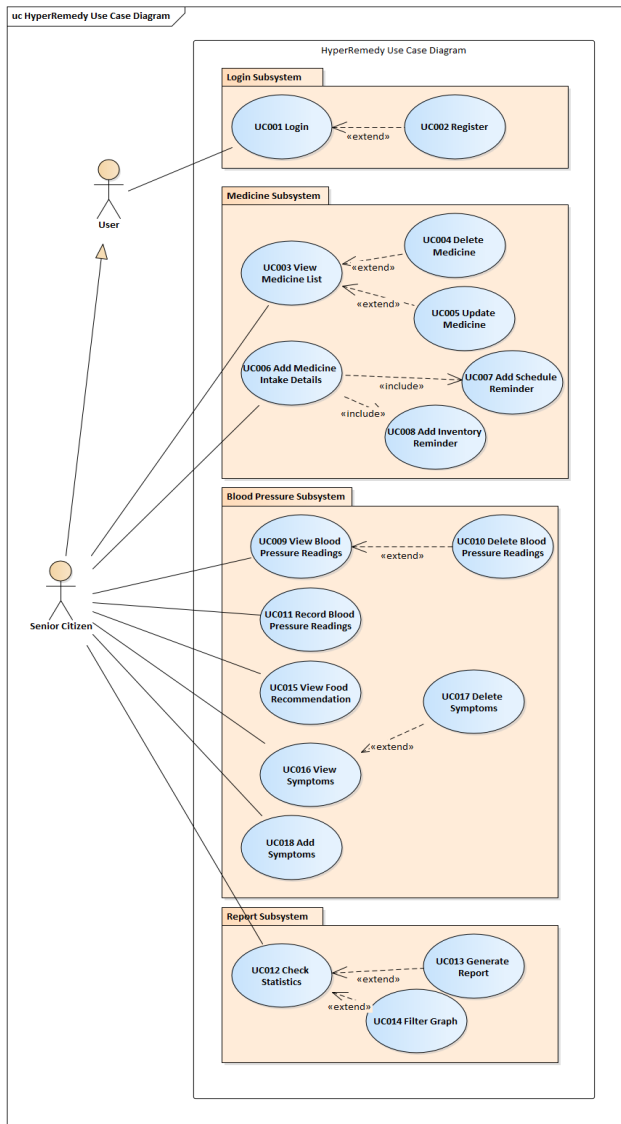 uc HyperRemedy Use Case Diagram
HyperRemedy Use Case Diagram
Login Subsystem
UC001 Login
UC002 Register
«extend»
User
Medicine Subsystem
UC004 Delete
Medicine
UC003 View
Medicine List
«extend»
«extend»
UC005 Update
Medicine
UC006 Add Medicine
Intake Details
UC007 Add Schedule
Reminder
«include»
«include»
UC008 Add Inventory
Reminder
Blood Pressure Subsystem
UC009 View Blood
Pressure Readings
UC010 Delete Blood
Pressure Readings
«extend»
Senior Citizen
UC011 Record Blood
Pressure Readings
UC015 View Food
Recommendation
UC017 Delete
Symptoms
«extend»
UC016 View
Symptoms
UC018 Add
Symptoms
Report Subsystem
UC013 Generate
Report
UC012 Check
Statistics
«extend»
«extend»
UC014 Filter Graph